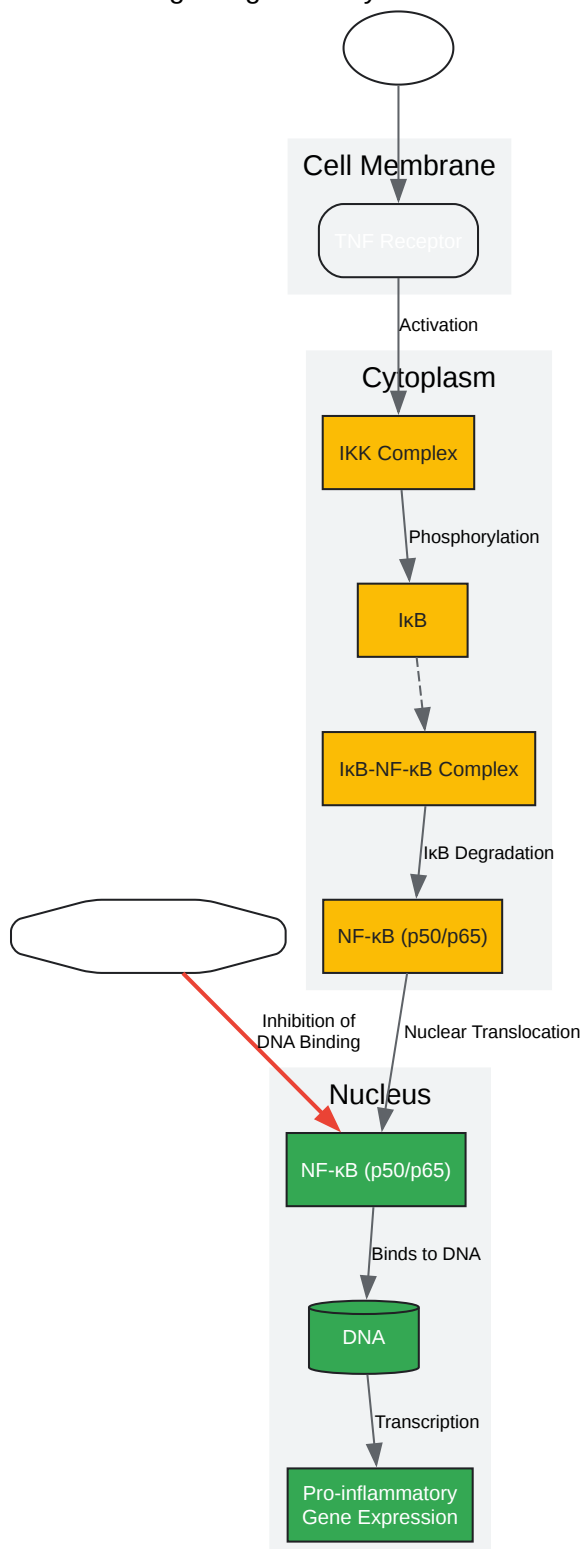 Cell Membrane
TNF Receptor
Activation
Cytoplasm
IKK Complex
Phosphorylation
IκB
IκB-NF-κB Complex
IκB Degradation
NF-κB (p50/p65)
Inhibition of
DNA Binding
Nuclear Translocation
Nucleus
NF-κB (p50/p65)
Binds to DNA
DNA
Transcription
Pro-inflammatory
Gene Expression